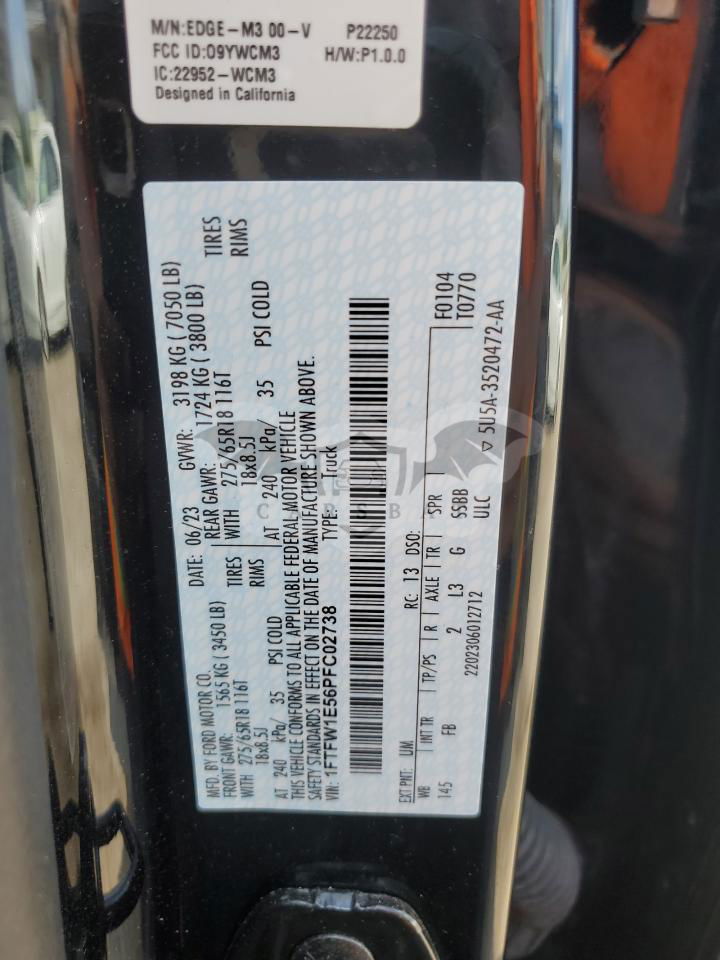 M/N:EDGE-M3 00-V P22250
FCC ID:O9YWCM3 H/W:P1.0.0
IC:22952-WCM3
Designed in California
MFD. BY FORD MOTOR CO. DATE: 06/23 GVWR: 3198 KG ( 7050 LB)
FRONT GAWR: 1565 KG ( 3450 LB) REAR GAWR: 1724 KG ( 3800 LB)
WITH 275/65R18 116T TIRES WITH 275/65R18 116T TIRES
18x8.5J RIMS 18x8.5J RIMS
AT 240 kPa/ 35 PSI COLD AT 240 kPa/ 35 PSI COLD
THIS VEHICLE CONFORMS TO ALL APPLICABLE FEDERAL MOTOR VEHICLE
SAFETY STANDARDS IN EFFECT ON THE DATE OF MANUFACTURE SHOWN ABOVE.
VIN: 1FTFW1E56PFC02738 TYPE: Truck
EXT PNT: UM RC: 13 DSO: F0104
WB INT TR TP/PS R AXLE TR SPR T0770
145 FB 2 L3 G SSBB
2202306012712 ULC ▽ 5U5A-3520472-AA